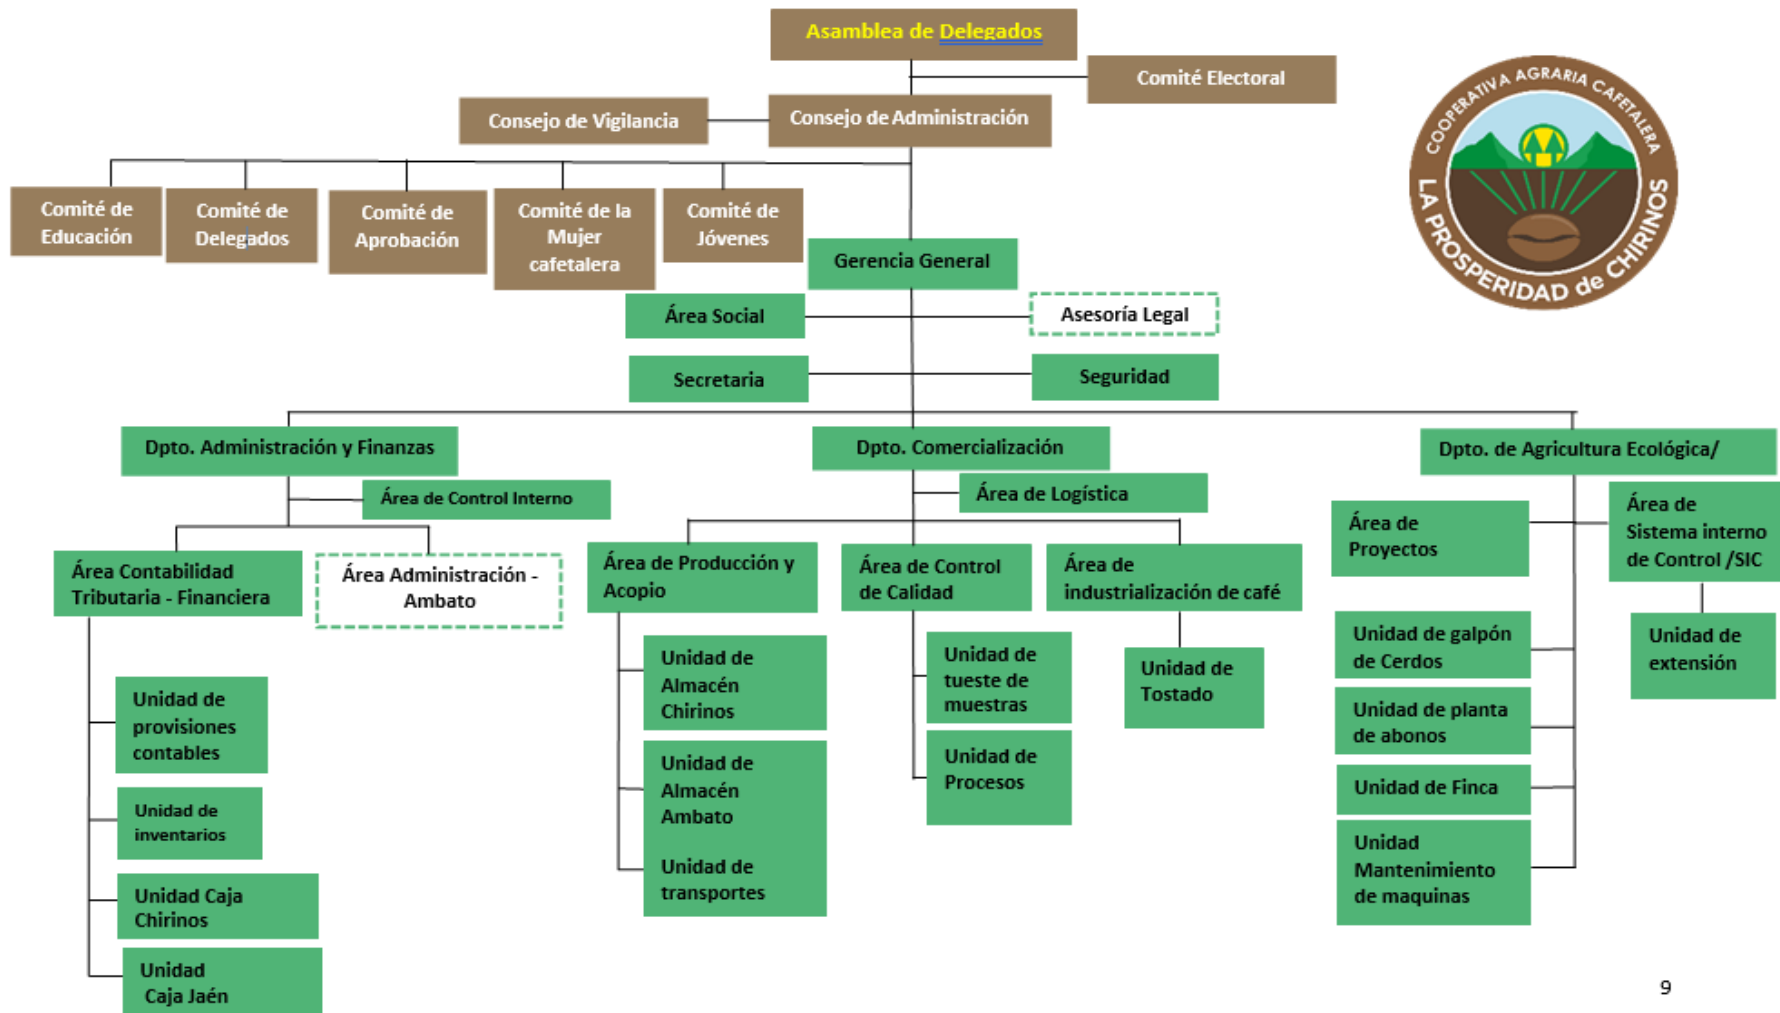 Asamblea de Delegados
Comité Electoral
Consejo de Vigilancia
Consejo de Administración
COOPERATIVA AGRARIA CAFETALERA
LA PROSPERIDAD de CHIRINOS
Comité de
Educación
Comité de
Delegados
Comité de
Aprobación
Comité de la
Mujer
cafetalera
Comité de
Jóvenes
Gerencia General
Área Social
Asesoría Legal
Secretaria
Seguridad
Dpto. Administración y Finanzas
Dpto. Comercialización
Dpto. de Agricultura Ecológica/
Área de Control Interno
Área de Logística
Área Contabilidad
Tributaria - Financiera
Área Administración -
Ambato
Área de Producción y
Acopio
Área de Control
de Calidad
Área de
industrialización de café
Área de
Proyectos
Área de
Sistema interno
de Control /SIC
Unidad de
provisiones
contables
Unidad de
inventarios
Unidad Caja
Chirinos
Unidad
Caja Jaén
Unidad de
Almacén
Chirinos
Unidad de
Almacén
Ambato
Unidad de
transportes
Unidad de
tueste de
muestras
Unidad de
Procesos
Unidad de
Tostado
Unidad de galpón
de Cerdos
Unidad de planta
de abonos
Unidad de Finca
Unidad
Mantenimiento
de maquinas
Unidad de
extensión
9